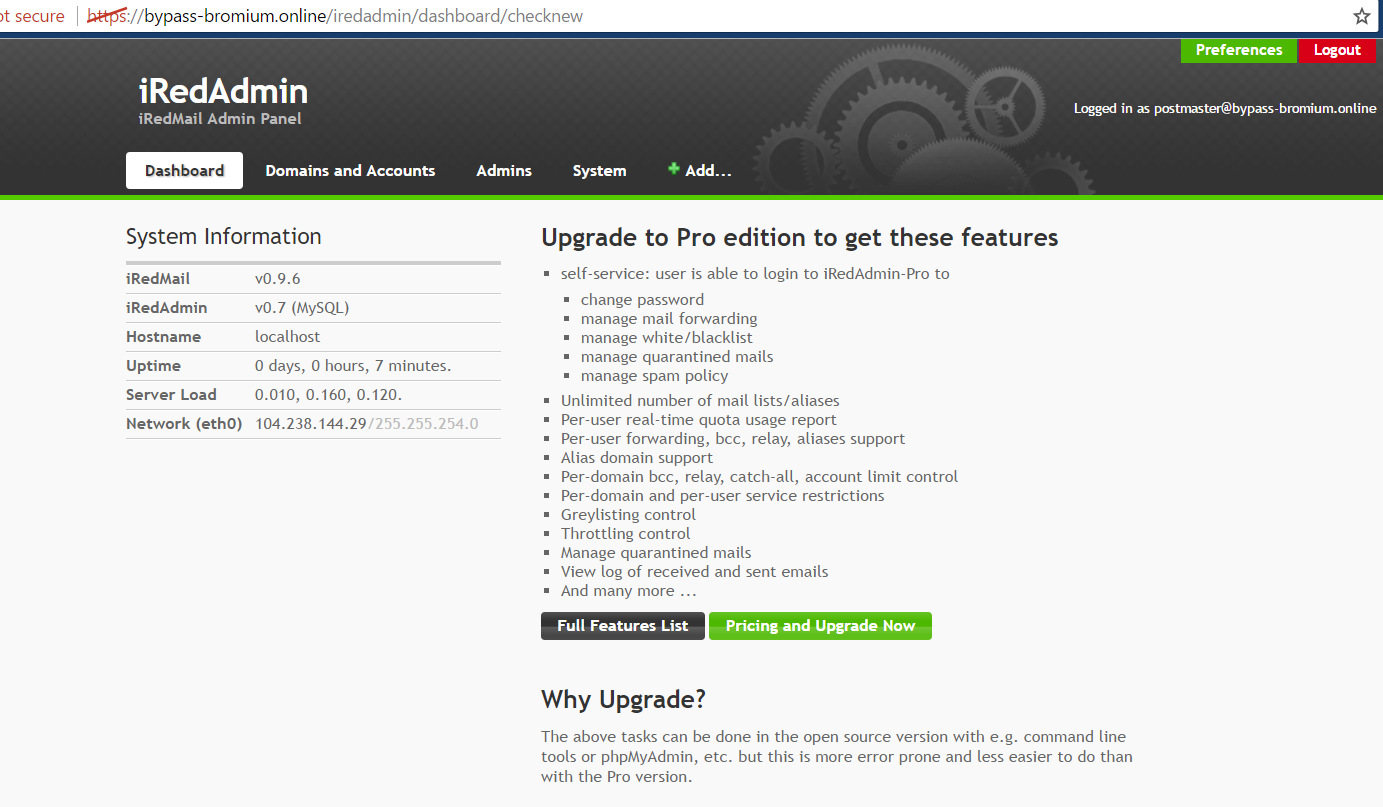 ot secure https://bypass-bromium.online/iredadmin/dashboard/checknew
Preferences Logout
iRedAdmin
iRedMail Admin Panel
Logged in as postmaster@bypass-bromium.online
Dashboard Domains and Accounts Admins System Add...
System Information
iRedMail v0.9.6
iRedAdmin v0.7 (MySQL)
Hostname localhost
Uptime 0 days, 0 hours, 7 minutes.
Server Load 0.010, 0.160, 0.120.
Network (eth0) 104.238.144.29/255.255.254.0
Upgrade to Pro edition to get these features
self-service: user is able to login to iRedAdmin-Pro to
change password
manage mail forwarding
manage white/blacklist
manage quarantined mails
manage spam policy
Unlimited number of mail lists/aliases
Per-user real-time quota usage report
Per-user forwarding, bcc, relay, aliases support
Alias domain support
Per-domain bcc, relay, catch-all, account limit control
Per-domain and per-user service restrictions
Greylisting control
Throttling control
Manage quarantined mails
View log of received and sent emails
And many more ...
Full Features List Pricing and Upgrade Now
Why Upgrade?
The above tasks can be done in the open source version with e.g. command line
tools or phpMyAdmin, etc. but this is more error prone and less easier to do than
with the Pro version.